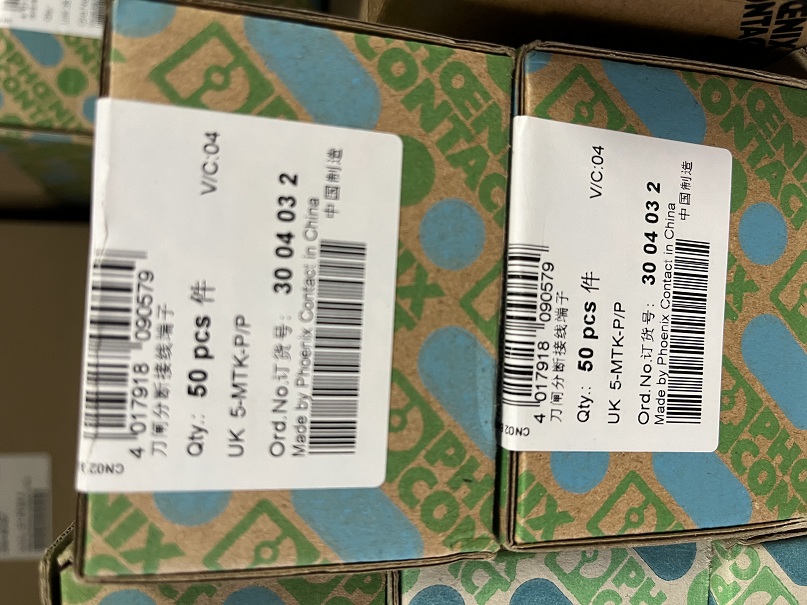 4 017918 090579
刀闸分断接线端子
Qty.: 50 pcs 件
V/C:04
UK 5-MTK-P/P
Ord.No.订货号: 30 04 03 2
Made by Phoenix Contact in China 中国制造
4 017918 090579
刀闸分断接线端子
Qty.: 50 pcs 件
V/C:04
UK 5-MTK-P/P
Ord.No.订货号: 30 04 03 2
Made by Phoenix Contact in China 中国制造
PHŒNIX
CONTACT
PHŒNIX
CONTACT